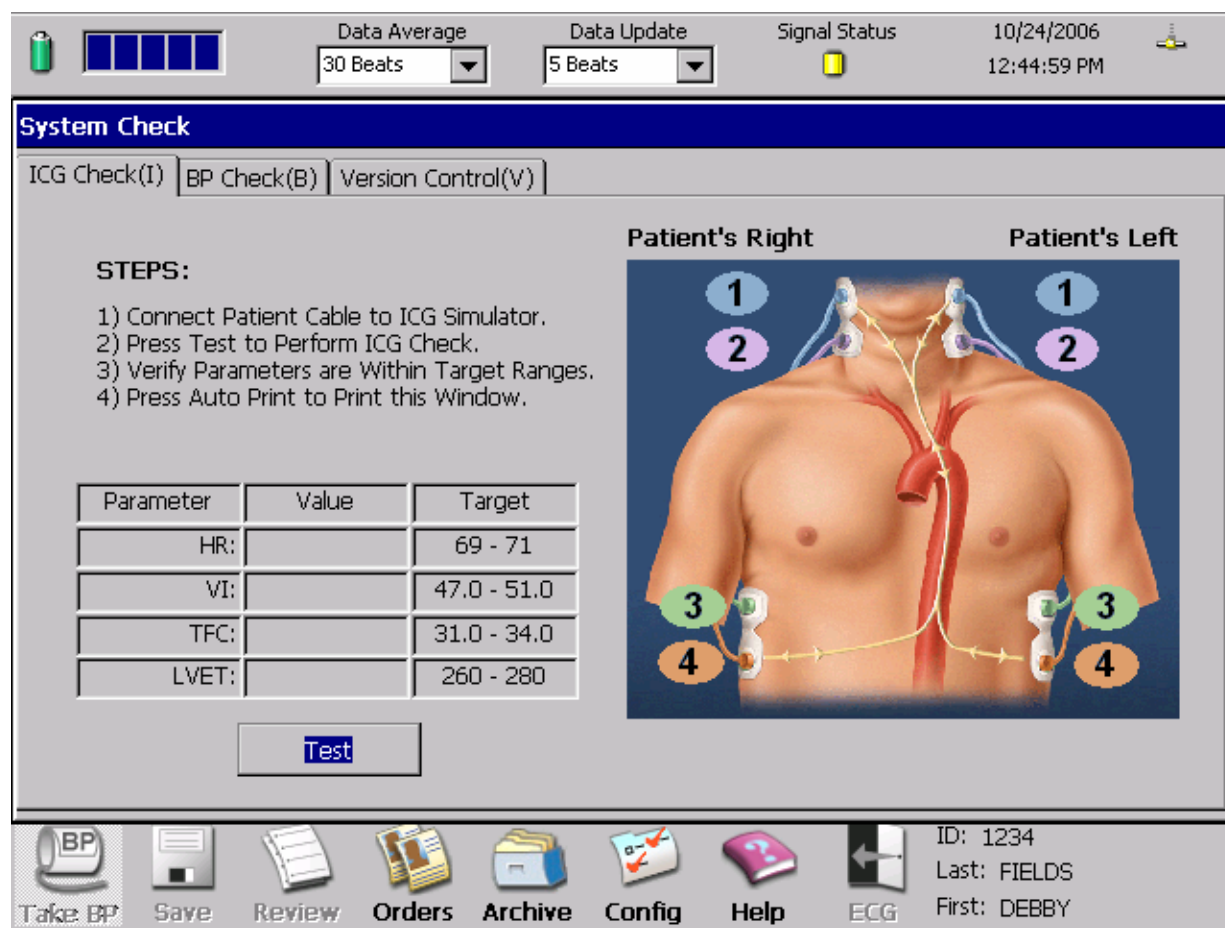 Data Average Data Update Signal Status 10/24/2006
30 Beats 5 Beats 12:44:59 PM
System Check
ICG Check(I) BP Check(B) Version Control(V)
Patient's Right Patient's Left
STEPS:
1) Connect Patient Cable to ICG Simulator.
2) Press Test to Perform ICG Check.
3) Verify Parameters are Within Target Ranges.
4) Press Auto Print to Print this Window.
1 1
2 2
Parameter Value Target
HR: 69 - 71
VI: 47.0 - 51.0
TFC: 31.0 - 34.0
LVET: 260 - 280
3 3
4 4
Test
BP
Take BP Save Review Orders Archive Config Help ECG
ID: 1234
Last: FIELDS
First: DEBBY